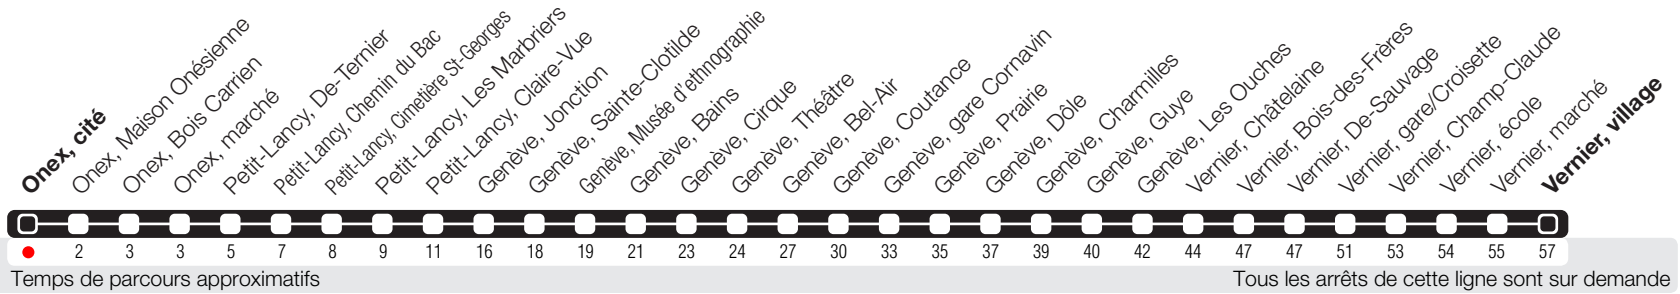 Onex, cité
Onex, Maison Onésienne
Onex, Bois Carrien
Onex, marché
Petit-Lancy, De-Ternier
Petit-Lancy, Chemin du Bac
Petit-Lancy, Cimetière St-Georges
Petit-Lancy, Les Marbriers
Petit-Lancy, Claire-Vue
Genève, Jonction
Genève, Sainte-Clotilde
Genève, Musée d'ethnographie
Genève, Bains
Genève, Cirque
Genève, Théâtre
Genève, Bel-Air
Genève, Coutance
Genève, gare Cornavin
Genève, Prairie
Genève, Dôle
Genève, Charmilles
Genève, Guye
Genève, Les Ouches
Vernier, Châtelaine
Vernier, Bois-des-Frères
Vernier, De-Sauvage
Vernier, gare/Croisette
Vernier, Champ-Claude
Vernier, école
Vernier, marché
Vernier, village
2 3 3 5 7 8 9 11 16 18 19 21 23 24 27 30 33 35 37 39 40 42 44 47 47 51 53 54 55 57
Temps de parcours approximatifs
Tous les arrêts de cette ligne sont sur demande